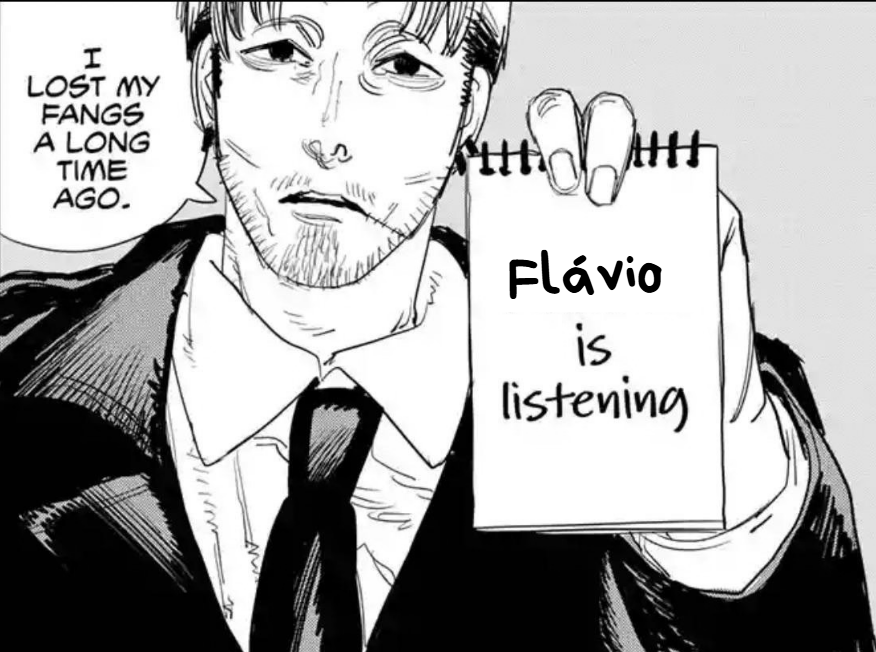 I
LOST MY
FANGS
A LONG
TIME
AGO.
Flávio
is
listening